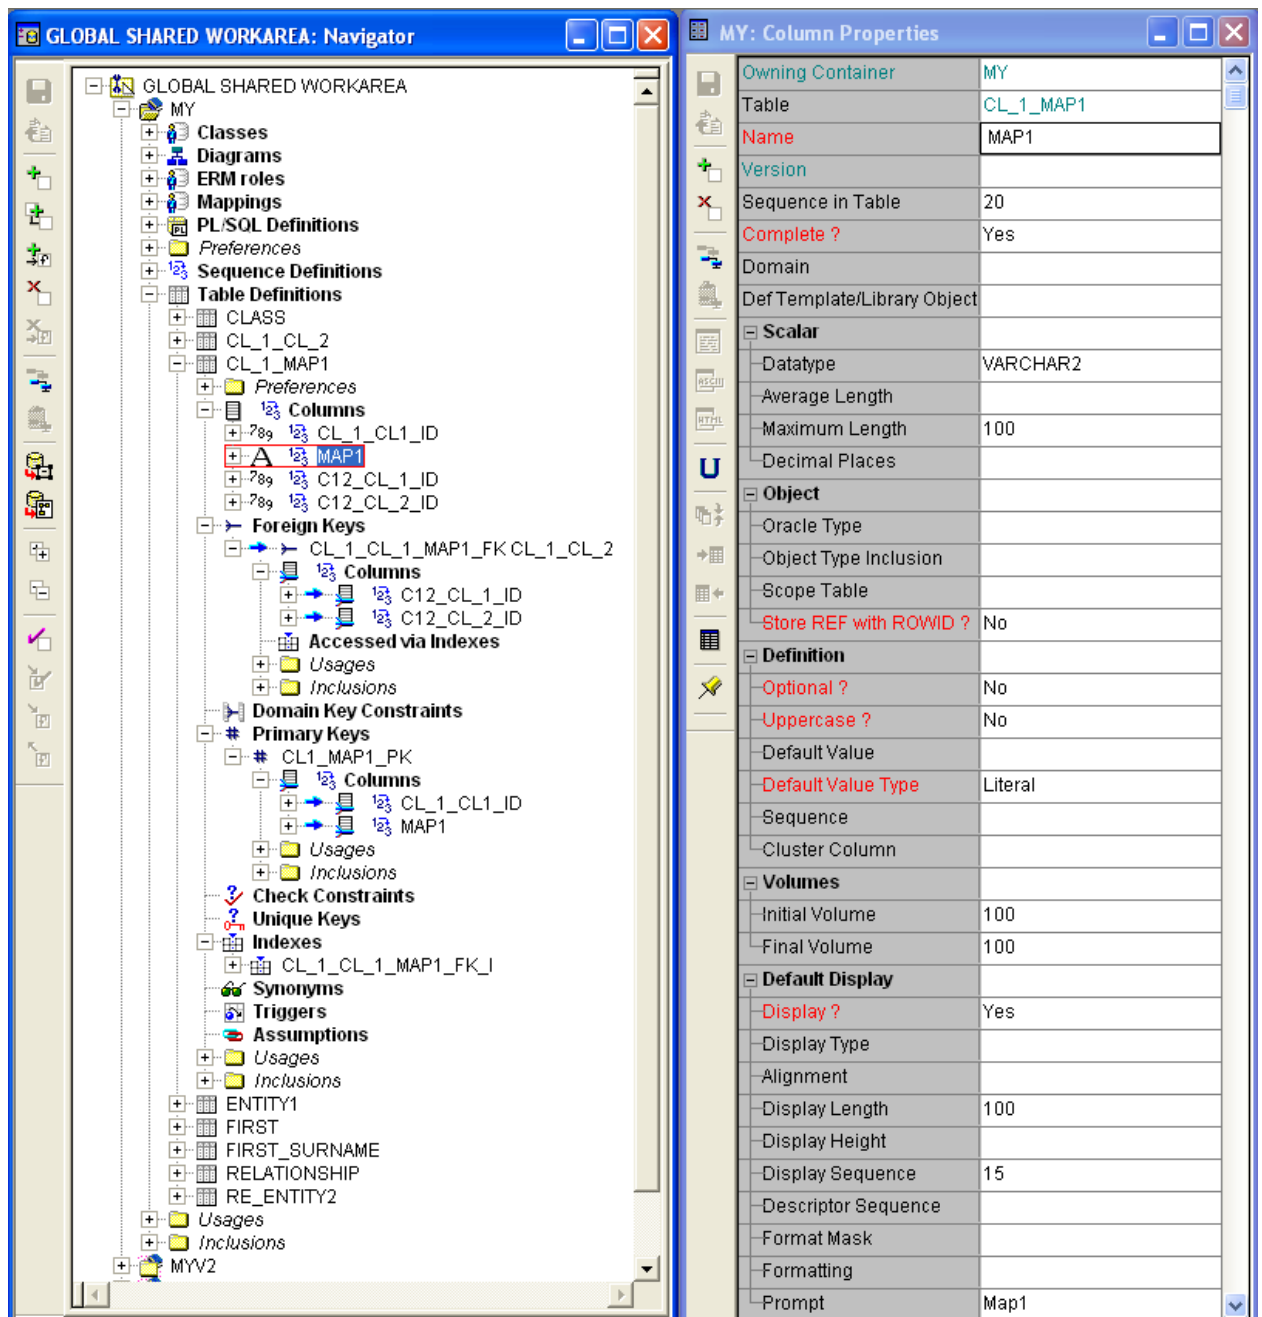 GLOBAL SHARED WORKAREA: Navigator
GLOBAL SHARED WORKAREA
MY
Classes
Diagrams
ERM roles
Mappings
PL/SQL Definitions
Preferences
Sequence Definitions
Table Definitions
CLASS
CL_1_CL_2
CL_1_MAP1
Preferences
Columns
CL_1_CL1_ID
MAP1
C12_CL_1_ID
C12_CL_2_ID
Foreign Keys
CL_1_CL_1_MAP1_FK CL_1_CL_2
Columns
C12_CL_1_ID
C12_CL_2_ID
Accessed via Indexes
Usages
Inclusions
Domain Key Constraints
Primary Keys
CL1_MAP1_PK
Columns
CL_1_CL1_ID
MAP1
Usages
Inclusions
Check Constraints
Unique Keys
Indexes
CL_1_CL_1_MAP1_FK_I
Synonyms
Triggers
Assumptions
Usages
Inclusions
ENTITY1
FIRST
FIRST_SURNAME
RELATIONSHIP
RE_ENTITY2
Usages
Inclusions
MYV2
MY: Column Properties
Owning Container MY
Table CL_1_MAP1
Name MAP1
Version
Sequence in Table 20
Complete ? Yes
Domain
Def Template/Library Object
Scalar
Datatype VARCHAR2
Average Length
Maximum Length 100
Decimal Places
Object
Oracle Type
Object Type Inclusion
Scope Table
Store REF with ROWID ? No
Definition
Optional ? No
Uppercase ? No
Default Value
Default Value Type Literal
Sequence
Cluster Column
Volumes
Initial Volume 100
Final Volume 100
Default Display
Display ? Yes
Display Type
Alignment
Display Length 100
Display Height
Display Sequence 15
Descriptor Sequence
Format Mask
Formatting
Prompt Map1